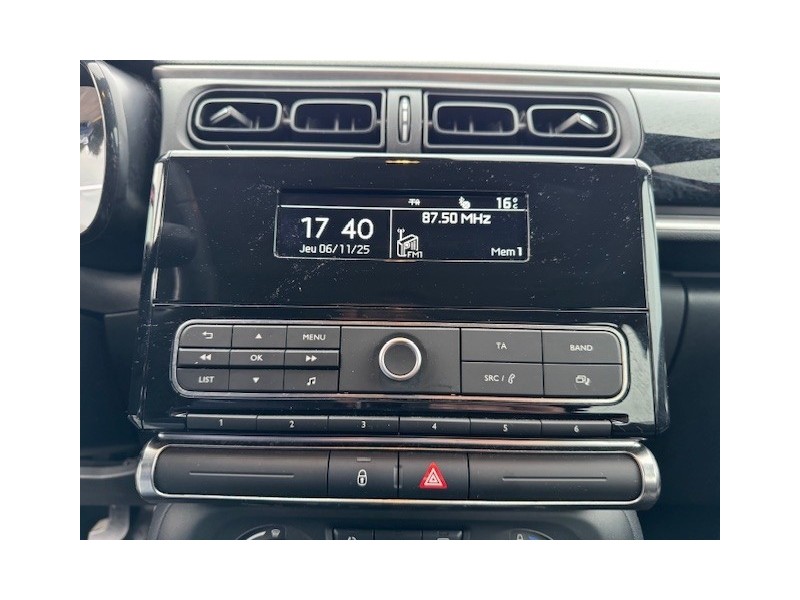 TA 16°C
17 40
87.50 MHz
Jeu 06/11/25
FM1
Mem 1
MENU
TA
BAND
OK
LIST
SRC /
1 2 3 4 5 6